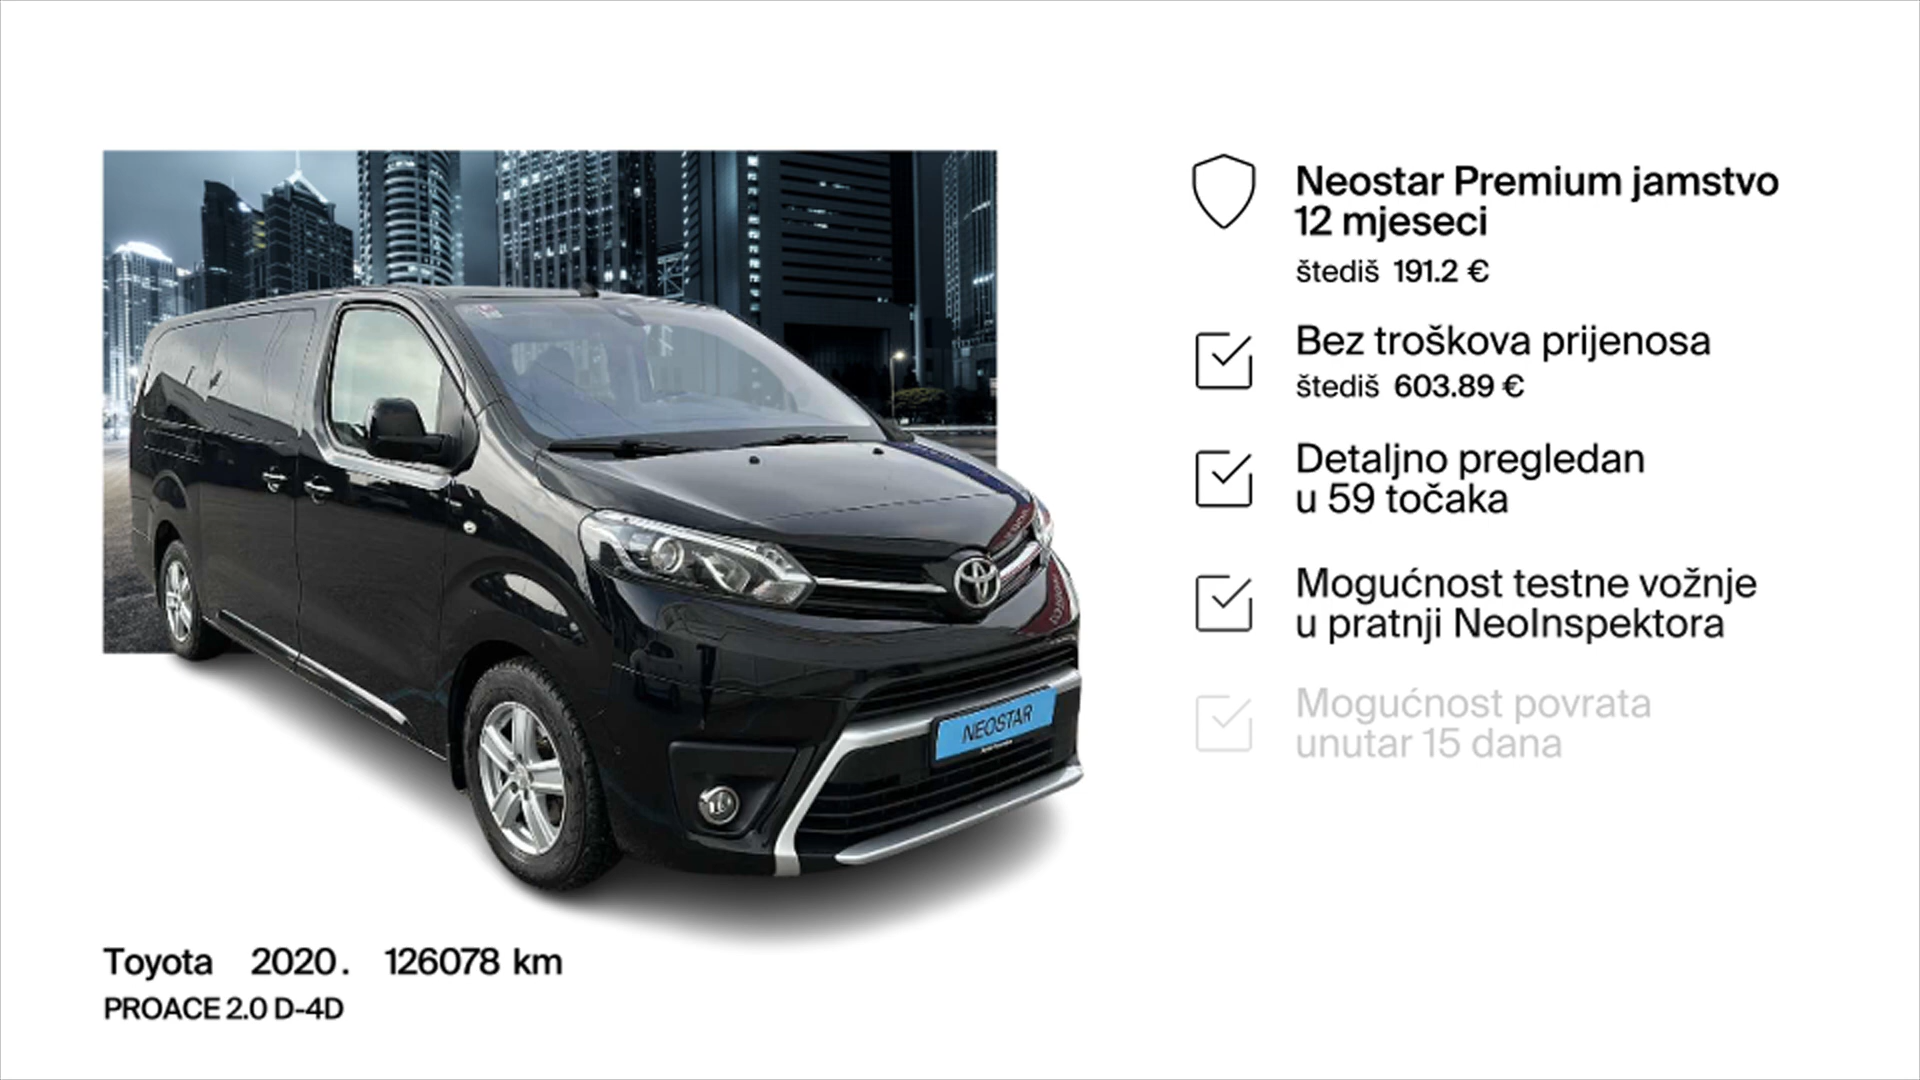 Neostar Premium jamstvo
12 mjeseci
štediš 191.2 €
Bez troškova prijenosa
štediš 603.89 €
Detaljno pregledan
u 59 točaka
Mogućnost testne vožnje
u pratnji NeoInspektora
Mogućnost povrata
unutar 15 dana
NEOSTAR
Toyota 2020. 126078 km
PROACE 2.0 D-4D